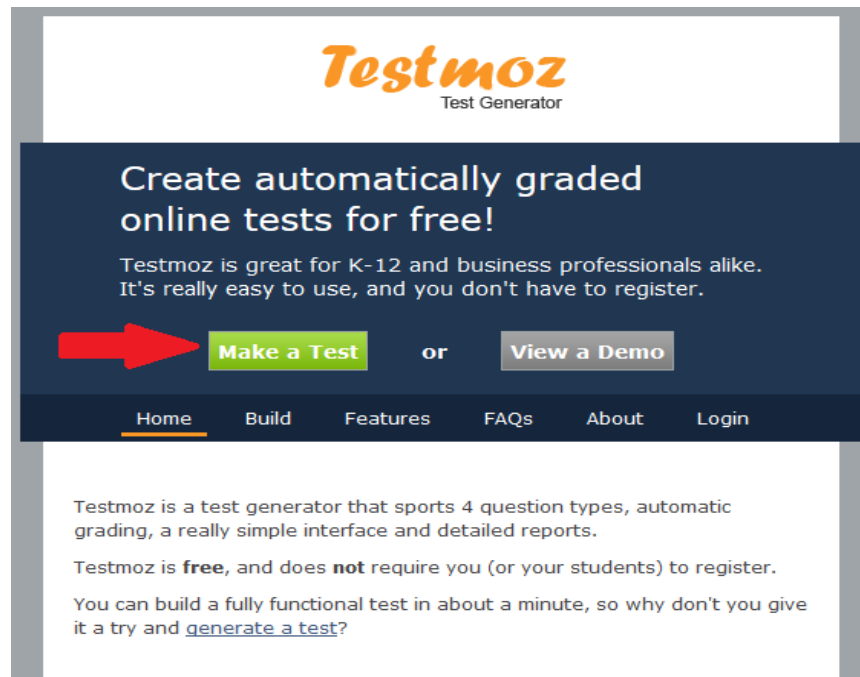 Testmoz
Test Generator
Create automatically graded
online tests for free!
Testmoz is great for K-12 and business professionals alike.
It's really easy to use, and you don't have to register.
Make a Test or View a Demo
Home Build Features FAQs About Login
Testmoz is a test generator that sports 4 question types, automatic
grading, a really simple interface and detailed reports.
Testmoz is free, and does not require you (or your students) to register.
You can build a fully functional test in about a minute, so why don't you give
it a try and generate a test?